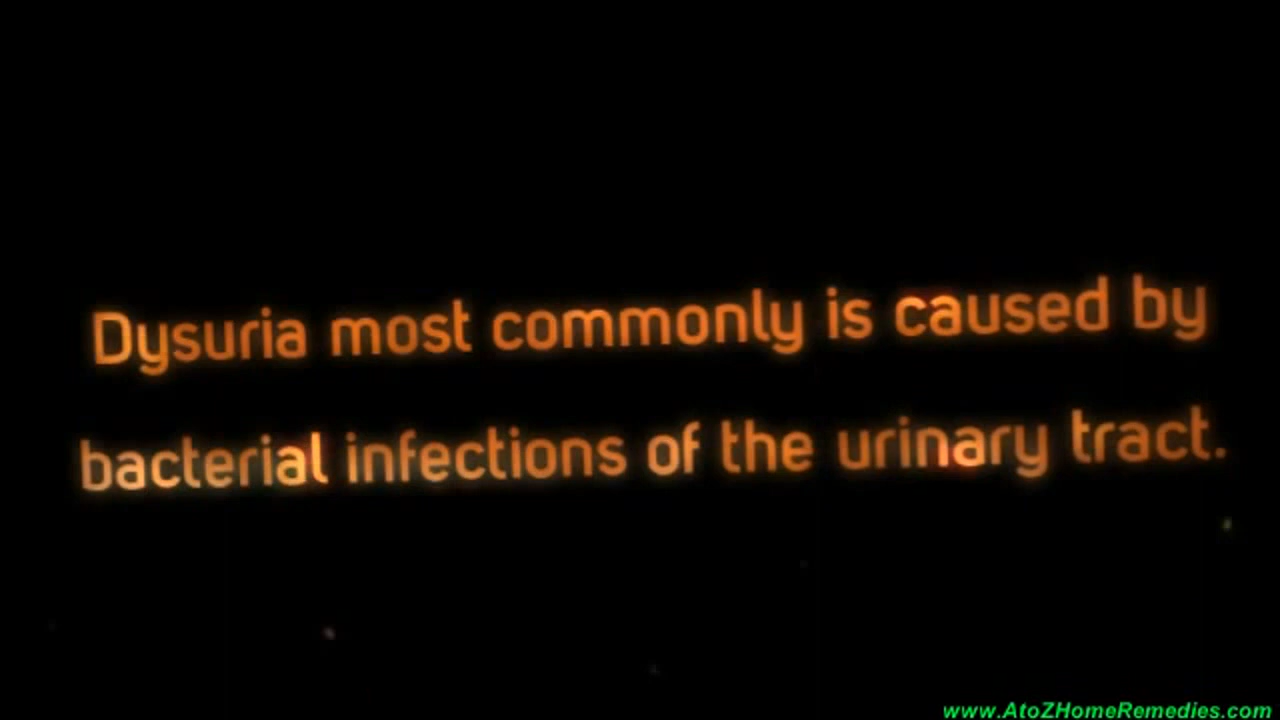 Dysuria most commonly is caused by
bacterial infections of the urinary tract.
www.AtoZHomeRemedies.com